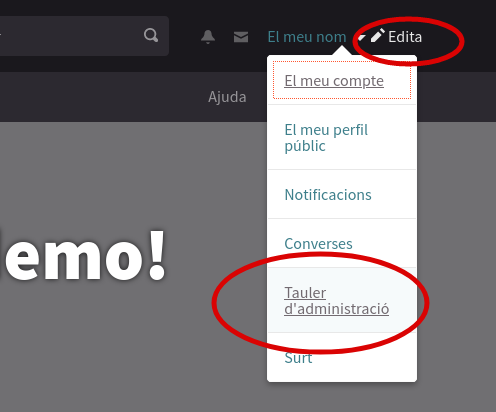 El meu nom
Edita
Ajuda
El meu compte
El meu perfil
públic
Notificacions
Converses
Tauler
d'administració
Surt
emo!